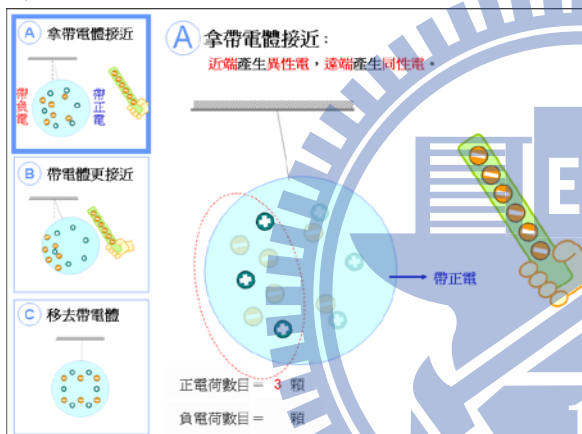 A 拿帶電體接近
帶負電
帶正電
B 帶電體更接近
C 移去帶電體
A 拿帶電體接近：
近端產生異性電，遠端產生同性電。
帶正電
正電荷數目＝ 3 顆
負電荷數目＝ 顆
E